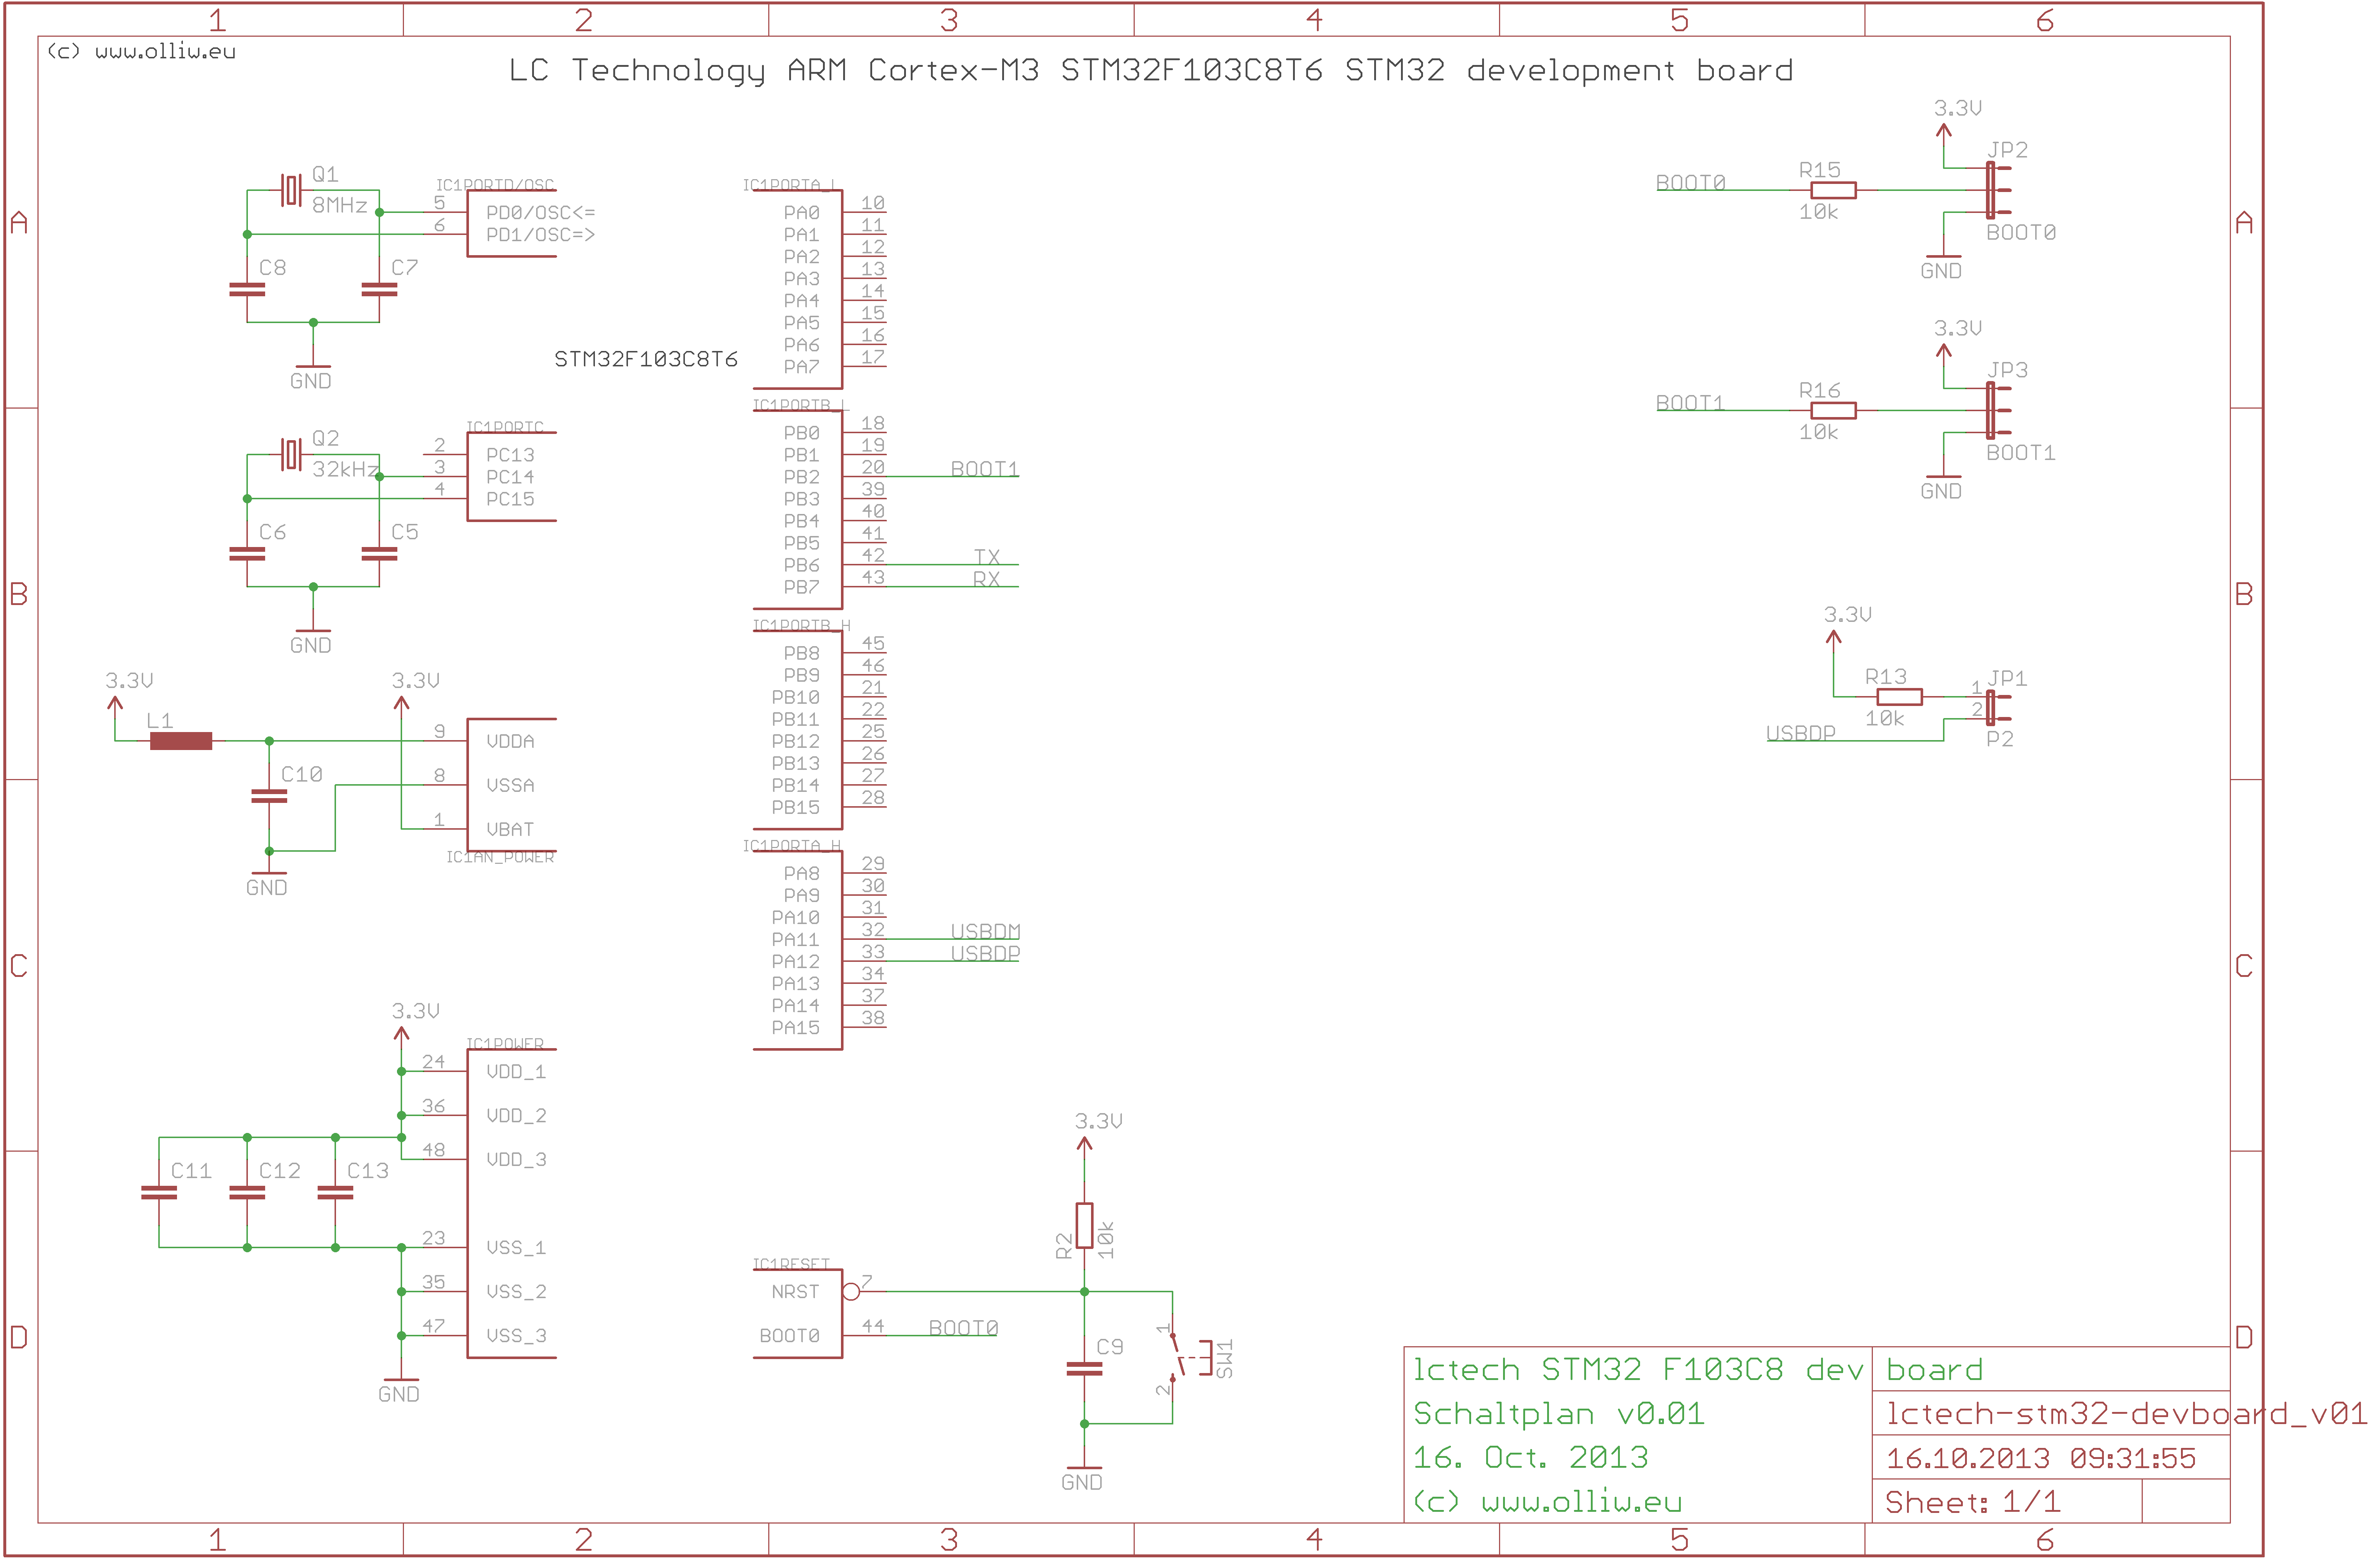 1 2 3 4 5 6
(c) www.olliw.eu
LC Technology ARM Cortex-M3 STM32F103C8T6 STM32 development board
A
A
Q1
8MHz
C8
C7
GND
IC1PORTD/OSC
5 PD0/OSC<=
6 PD1/OSC=>
STM32F103C8T6
IC1PORTA_L
PA0 10
PA1 11
PA2 12
PA3 13
PA4 14
PA5 15
PA6 16
PA7 17
3.3V
JP2
BOOT0
R15
10k
BOOT0
GND
3.3V
JP3
BOOT1
R16
10k
BOOT1
GND
B
B
Q2
32kHz
C6
C5
GND
IC1PORTC
2 PC13
3 PC14
4 PC15
IC1PORTB_L
PB0 18
PB1 19
PB2 20 BOOT1
PB3 39
PB4 40
PB5 41
PB6 42 TX
PB7 43 RX
IC1PORTB_H
PB8 45
PB9 46
PB10 21
PB11 22
PB12 25
PB13 26
PB14 27
PB15 28
3.3V
R13
10k
JP1
1
2
USBDP
P2
3.3V
L1
3.3V
C10
GND
9 VDDA
8 VSSA
1 VBAT
IC1AN_POWER
C
C
IC1PORTA_H
PA8 29
PA9 30
PA10 31
PA11 32 USBDM
PA12 33 USBDP
PA13 34
PA14 37
PA15 38
3.3V
IC1POWER
24 VDD_1
36 VDD_2
48 VDD_3
C11 C12 C13
23 VSS_1
35 VSS_2
47 VSS_3
GND
D
D
3.3V
R2
10k
IC1RESET
NRST 7
BOOT0 44 BOOT0
C9
1
2
SW1
GND
lctech STM32 F103C8 dev board
Schaltplan v0.01
lctech-stm32-devboard_v01
16. Oct. 2013
16.10.2013 09:31:55
(c) www.olliw.eu
Sheet: 1/1
1 2 3 4 5 6